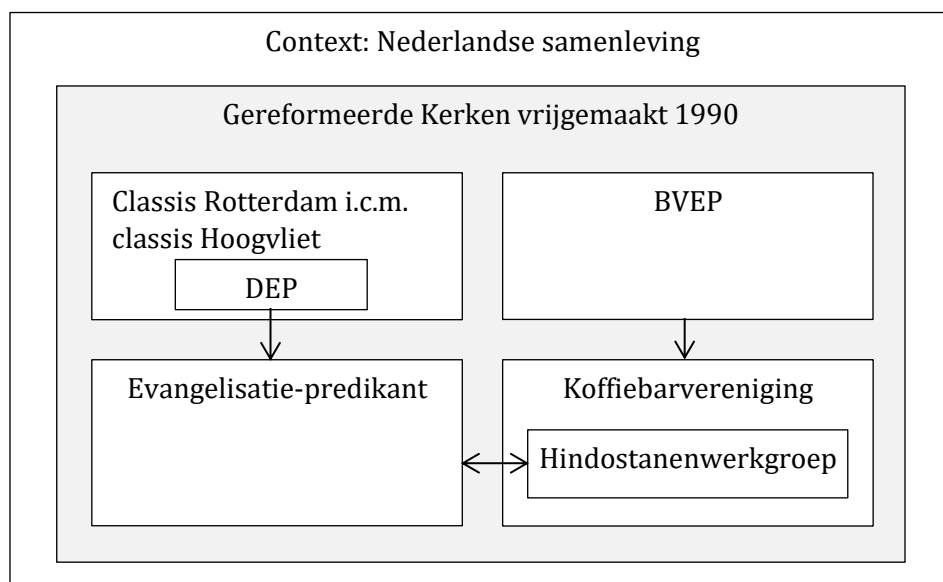 Context: Nederlandse samenleving
Gereformeerde Kerken vrijgemaakt 1990
Classis Rotterdam i.c.m.
classis Hoogvliet
DEP
BVEP
Evangelisatie-predikant
Koffiebarvereniging
Hindostanenwerkgroep